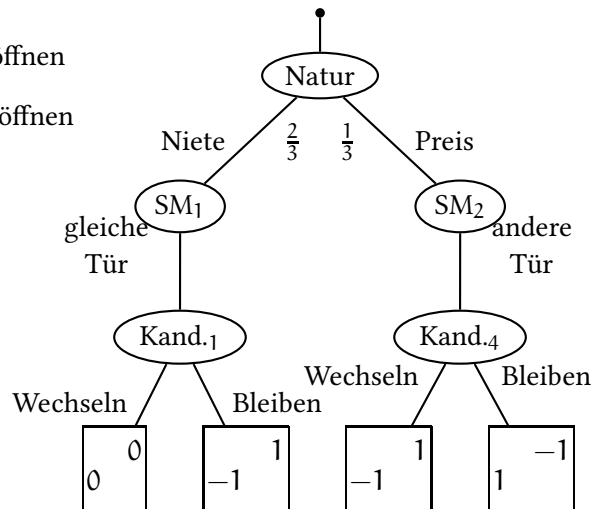 öffnen
Natur
öffnen
Niete 2/3 1/3 Preis
SM₁ SM₂
gleiche andere
Tür Tür
Kand.₁ Kand.₄
Wechseln Bleiben Wechseln Bleiben
0 1 1 −1
0 −1 −1 1